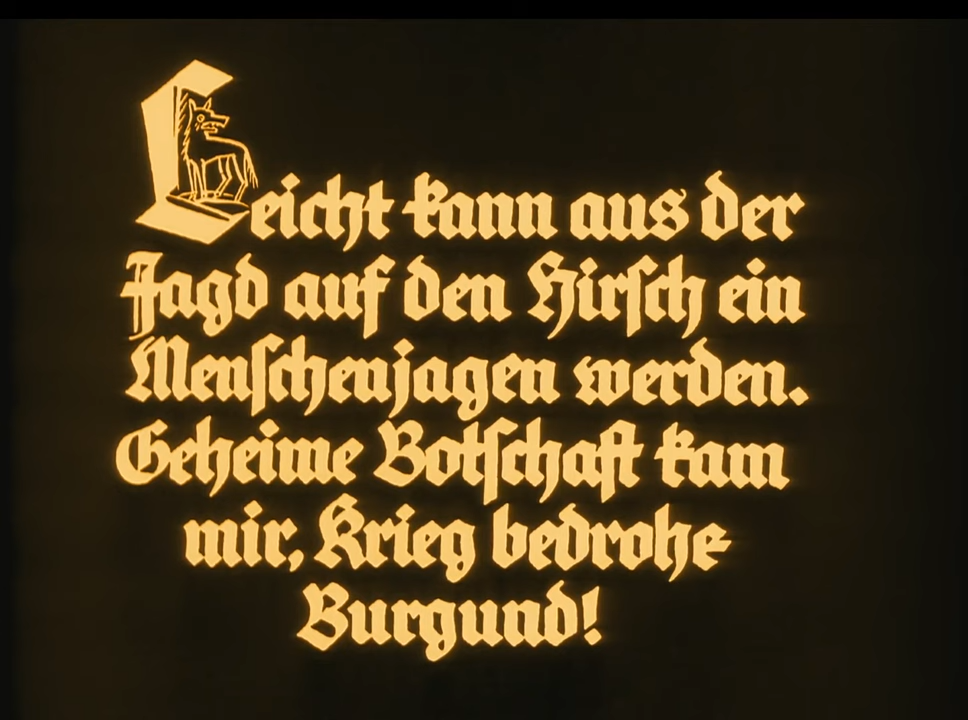 Leicht kann aus der
Jagd auf den Hirsch ein
Menschenjagen werden.
Geheime Botschaft kam
mir, Krieg bedrohe
Burgund!